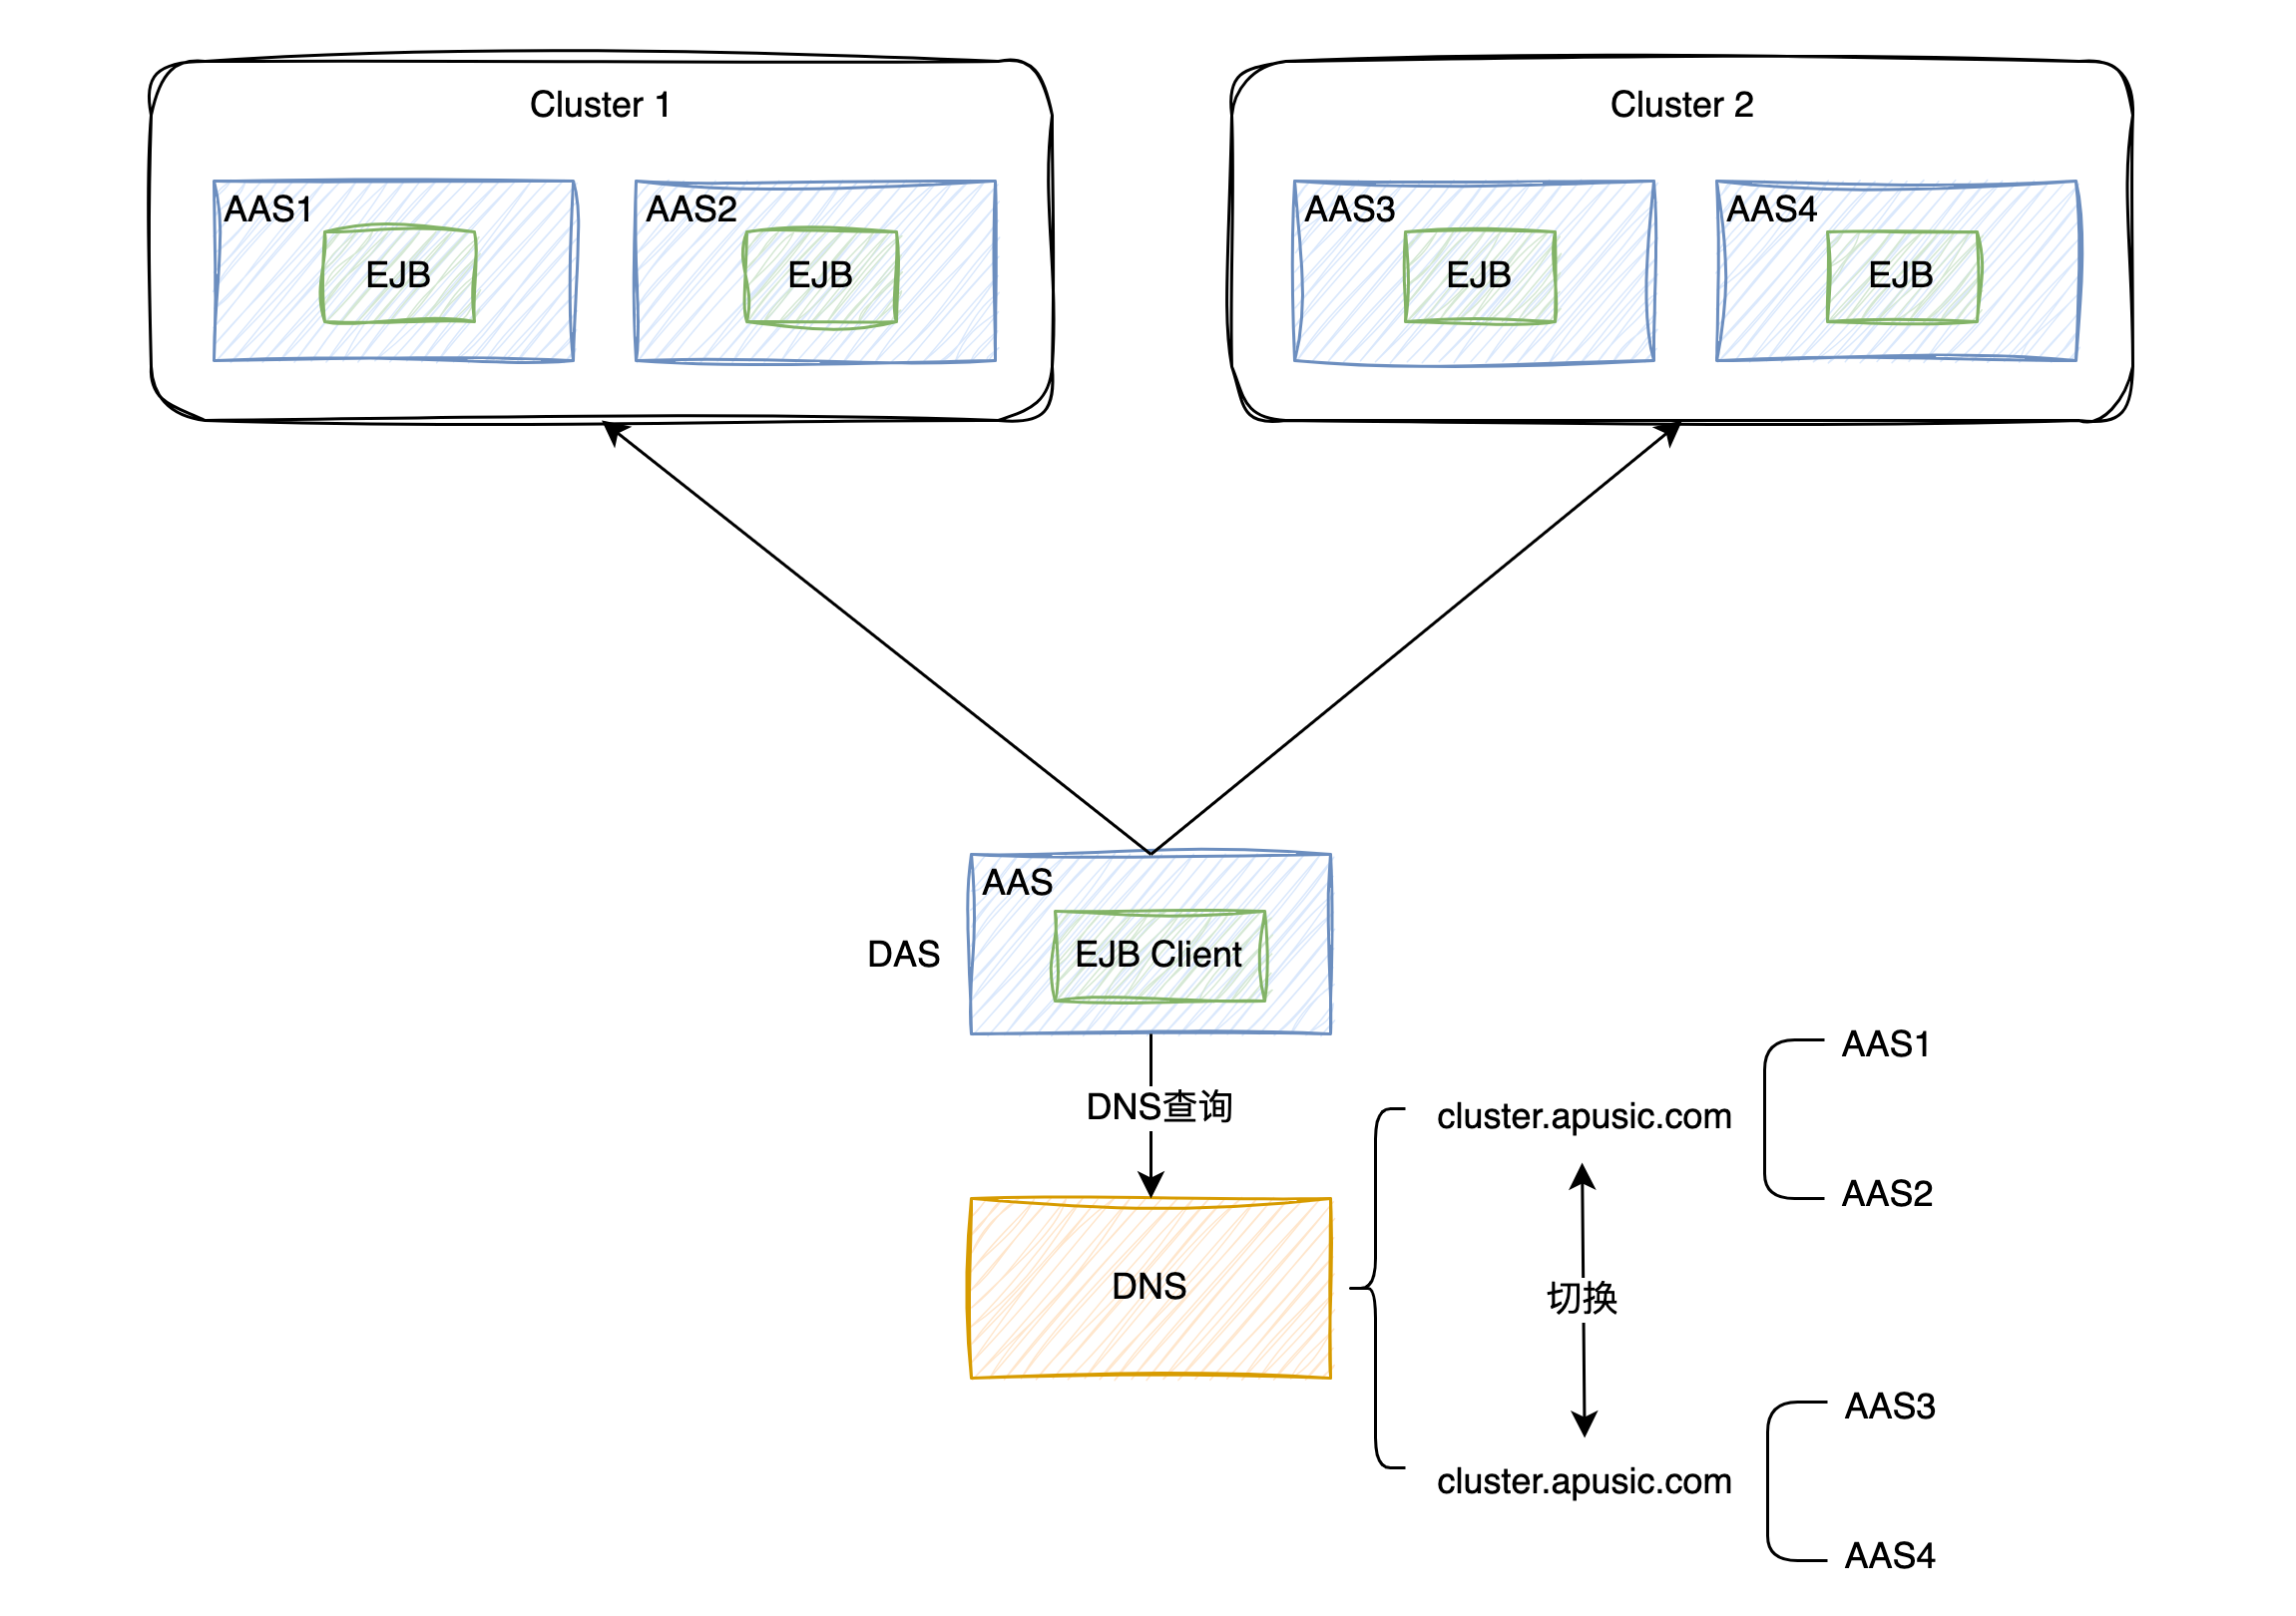 Cluster 1
Cluster 2
AAS1
EJB
AAS2
EJB
AAS3
EJB
AAS4
EJB
AAS
EJB Client
DAS
DNS查询
DNS
cluster.apusic.com
AAS1
AAS2
切换
cluster.apusic.com
AAS3
AAS4